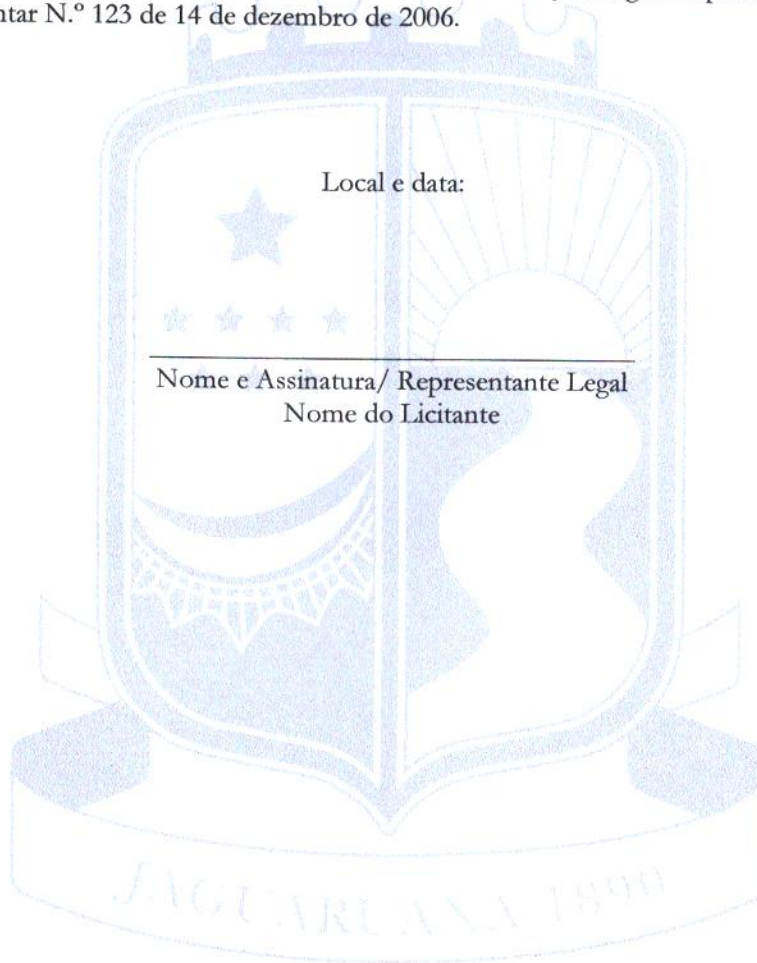 ntar N.º 123 de 14 de dezembro de 2006.
Local e data:
Nome e Assinatura/ Representante Legal
Nome do Licitante
JAGUARUANA 1890